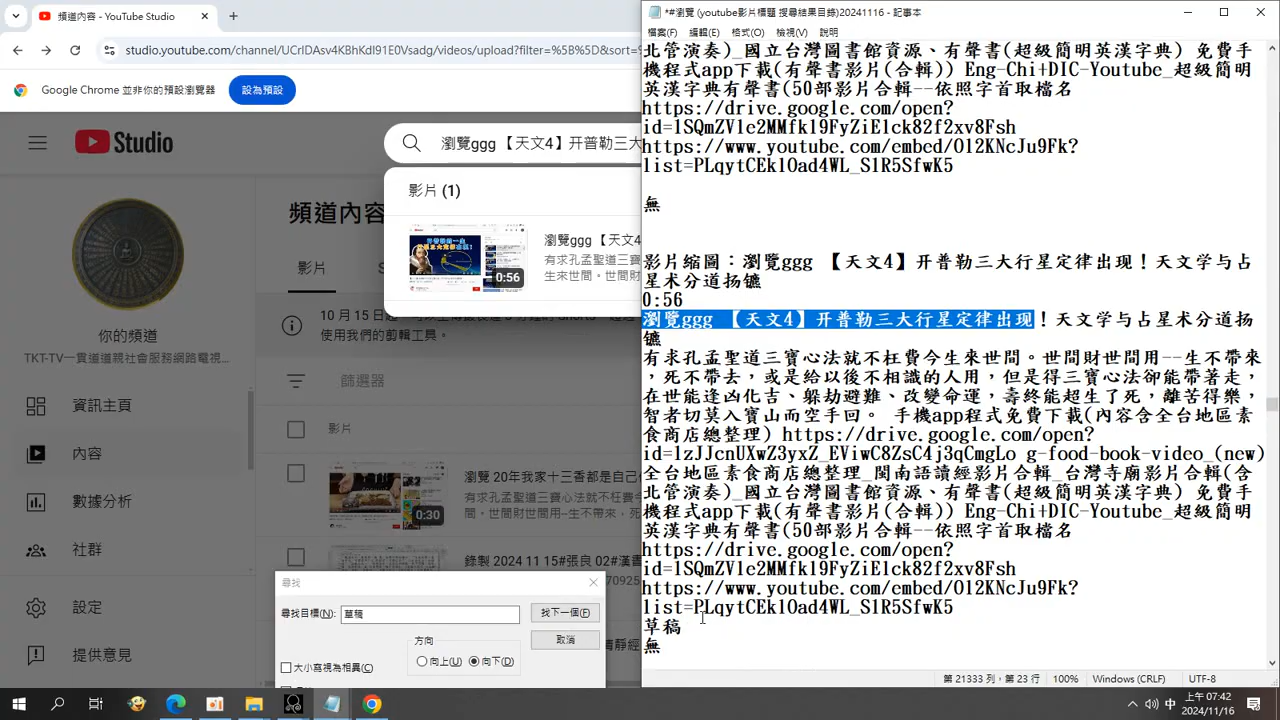 頻道內容 - YouTube Studio
studio.youtube.com/channel/UCrIDAsv4KBhKdI91E0Vsadg/videos/upload?filter=%5B%5D&sort=
Google Chrome 並非你的預設瀏覽器
設為預設
Studio
瀏覽ggg 【天文4】开普勒三大
影片 (1)
瀏覽ggg 【天文4
有求孔孟聖道三寶
生來世間。世間財
0:56
頻道內容
影片
10 月 15 日起
使用我們的剪輯工具。
篩選器
影片
瀏覽 20年我家十三香都是自己
有求孔孟聖道三寶心法就不枉費今
生來世間。世間財世間用--生不帶來，
0:30
錄製 2024 11 15#張良 02#漢書
你的頻道
TKT-TV一貫道道親社會服務網路電視...
資訊主頁
內容
數據分析
社群
設定
提供意見
尋找
尋找目標(N):
草稿
找下一個(F)
取消
方向
向上(U)
向下(D)
大小寫視為相異(C)
*#瀏覽 (youtube影片標題 搜尋結果目錄)20241116 - 記事本
檔案(F) 編輯(E) 格式(O) 檢視(V) 說明
北管演奏)_國立台灣圖書館資源、有聲書(超級簡明英漢字典) 免費手
機程式app下載(有聲書影片(合輯)) Eng-Chi+DIC-Youtube_超級簡明
英漢字典有聲書(50部影片合輯--依照字首取檔名
https://drive.google.com/open?
id=1SQmZV1e2MMfkl9FyZiE1ck82f2xv8Fsh
https://www.youtube.com/embed/O12KNcJu9Fk?
list=PLqytCEklOad4WL_S1R5SfwK5
無
影片縮圖：瀏覽ggg 【天文4】开普勒三大行星定律出现！天文学与占
星术分道扬镳
0:56
瀏覽ggg 【天文4】开普勒三大行星定律出现！天文学与占星术分道扬
镳
有求孔孟聖道三寶心法就不枉費今生來世間。世間財世間用--生不帶來
，死不帶去，或是給以後不相識的人用，但是得三寶心法卻能帶著走，
在世能逢凶化吉、躲劫避難、改變命運，壽終能超生了死，離苦得樂，
智者切莫入寶山而空手回。 手機app程式免費下載(內容含全台地區素
食商店總整理) https://drive.google.com/open?
id=1zJJcnUXwZ3yxZ_EViwC8ZsC4j3qCmgLo g-food-book-video_(new)
全台地區素食商店總整理_閩南語讀經影片合輯_台灣寺廟影片合輯(含
北管演奏)_國立台灣圖書館資源、有聲書(超級簡明英漢字典) 免費手
機程式app下載(有聲書影片(合輯)) Eng-Chi+DIC-Youtube_超級簡明
英漢字典有聲書(50部影片合輯--依照字首取檔名
https://drive.google.com/open?
id=1SQmZV1e2MMfkl9FyZiE1ck82f2xv8Fsh
https://www.youtube.com/embed/O12KNcJu9Fk?
list=PLqytCEklOad4WL_S1R5SfwK5
草稿
無
第 21333 列，第 23 行
100%
Windows (CRLF)
UTF-8
中
上午 07:42
2024/11/16